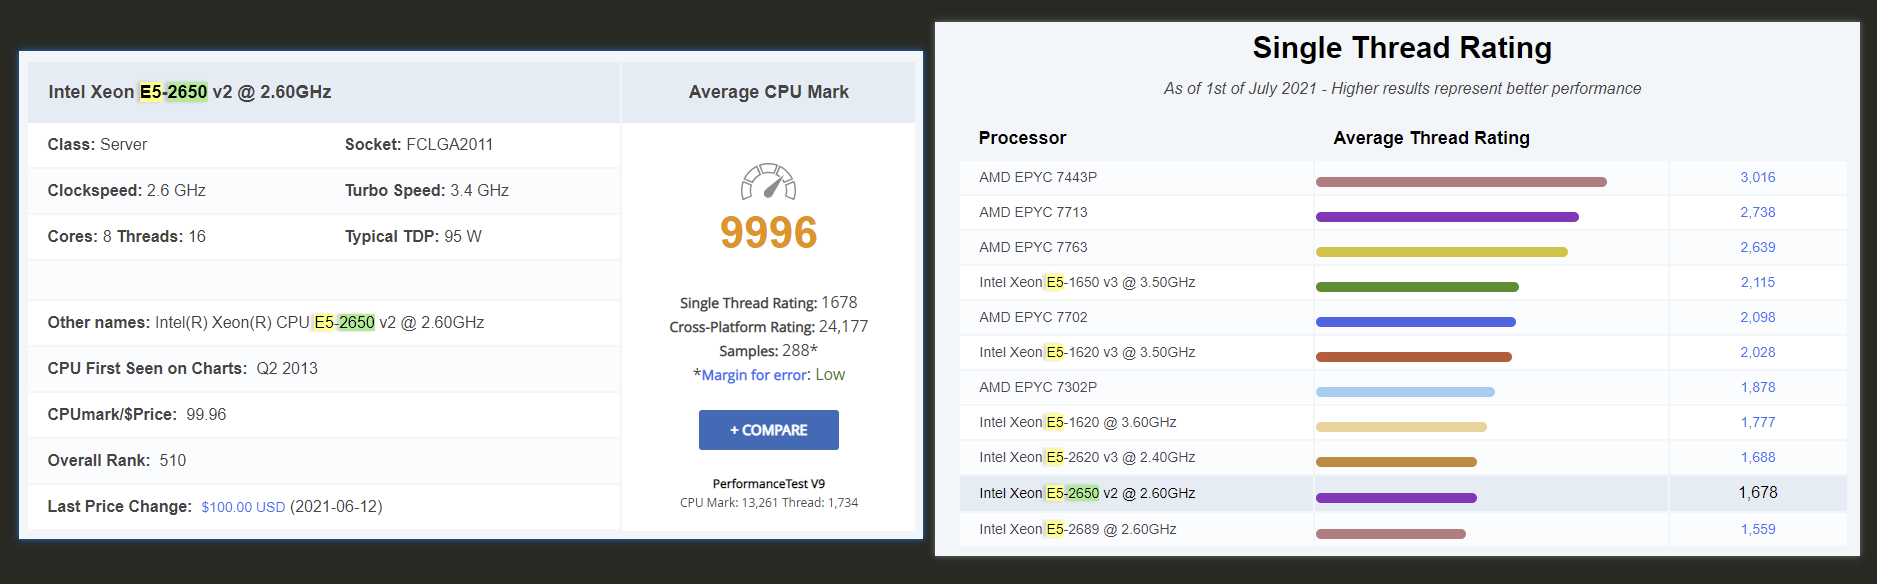 Intel Xeon E5-2650 v2 @ 2.60GHz
Average CPU Mark
Class: Server
Socket: FCLGA2011
Clockspeed: 2.6 GHz
Turbo Speed: 3.4 GHz
Cores: 8 Threads: 16
Typical TDP: 95 W
Other names: Intel(R) Xeon(R) CPU E5-2650 v2 @ 2.60GHz
CPU First Seen on Charts: Q2 2013
CPUmark/$Price: 99.96
Overall Rank: 510
Last Price Change: $100.00 USD (2021-06-12)
9996
Single Thread Rating: 1678
Cross-Platform Rating: 24,177
Samples: 288*
*Margin for error: Low
+ COMPARE
PerformanceTest V9
CPU Mark: 13,261 Thread: 1,734
Single Thread Rating
As of 1st of July 2021 - Higher results represent better performance
Processor
Average Thread Rating
AMD EPYC 7443P 3,016
AMD EPYC 7713 2,738
AMD EPYC 7763 2,639
Intel Xeon E5-1650 v3 @ 3.50GHz 2,115
AMD EPYC 7702 2,098
Intel Xeon E5-1620 v3 @ 3.50GHz 2,028
AMD EPYC 7302P 1,878
Intel Xeon E5-1620 @ 3.60GHz 1,777
Intel Xeon E5-2620 v3 @ 2.40GHz 1,688
Intel Xeon E5-2650 v2 @ 2.60GHz 1,678
Intel Xeon E5-2689 @ 2.60GHz 1,559